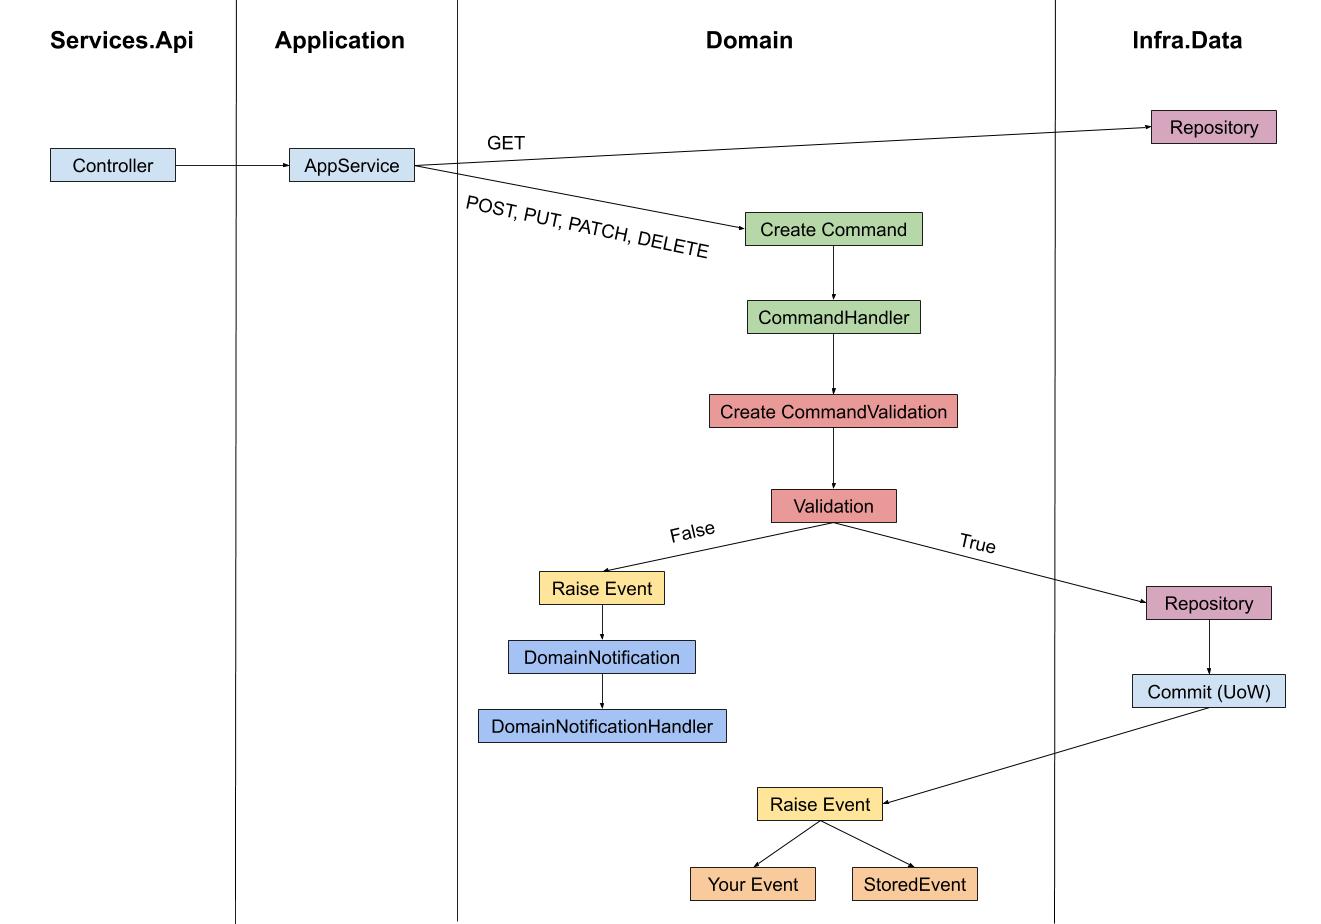 Services.Api
Application
Domain
Infra.Data
Repository
GET
Controller
AppService
POST, PUT, PATCH, DELETE
Create Command
CommandHandler
Create CommandValidation
Validation
False
True
Raise Event
Repository
DomainNotification
Commit (UoW)
DomainNotificationHandler
Raise Event
Your Event
StoredEvent